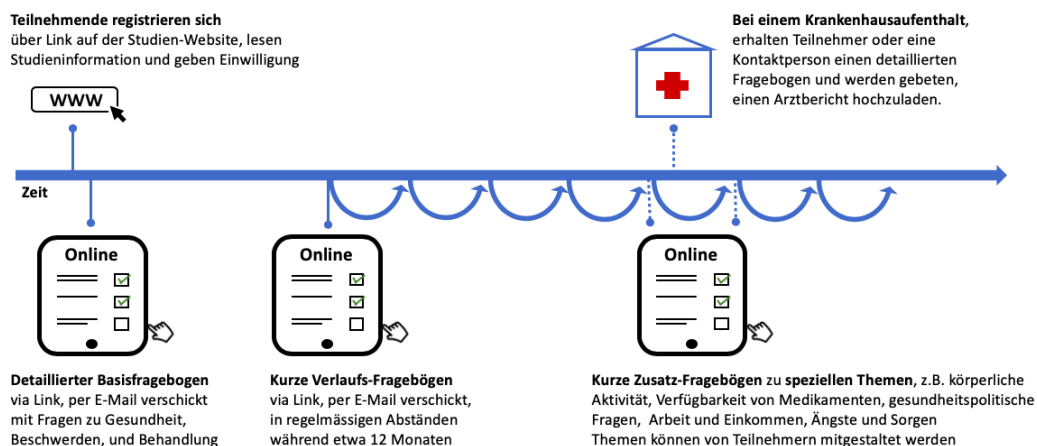 Teilnehmende registrieren sich
über Link auf der Studien-Website, lesen
Studieninformation und geben Einwilligung
WWW
Bei einem Krankenhausaufenthalt,
erhalten Teilnehmer oder eine
Kontaktperson einen detaillierten
Fragebogen und werden gebeten,
einen Arztbericht hochzuladen.
Zeit
Online
Online
Online
Detaillierter Basisfragebogen
via Link, per E-Mail verschickt
mit Fragen zu Gesundheit,
Beschwerden, und Behandlung
Kurze Verlaufs-Fragebögen
via Link, per E-Mail verschickt,
in regelmässigen Abständen
während etwa 12 Monaten
Kurze Zusatz-Fragebögen zu speziellen Themen, z.B. körperliche
Aktivität, Verfügbarkeit von Medikamenten, gesundheitspolitische
Fragen, Arbeit und Einkommen, Ängste und Sorgen
Themen können von Teilnehmern mitgestaltet werden